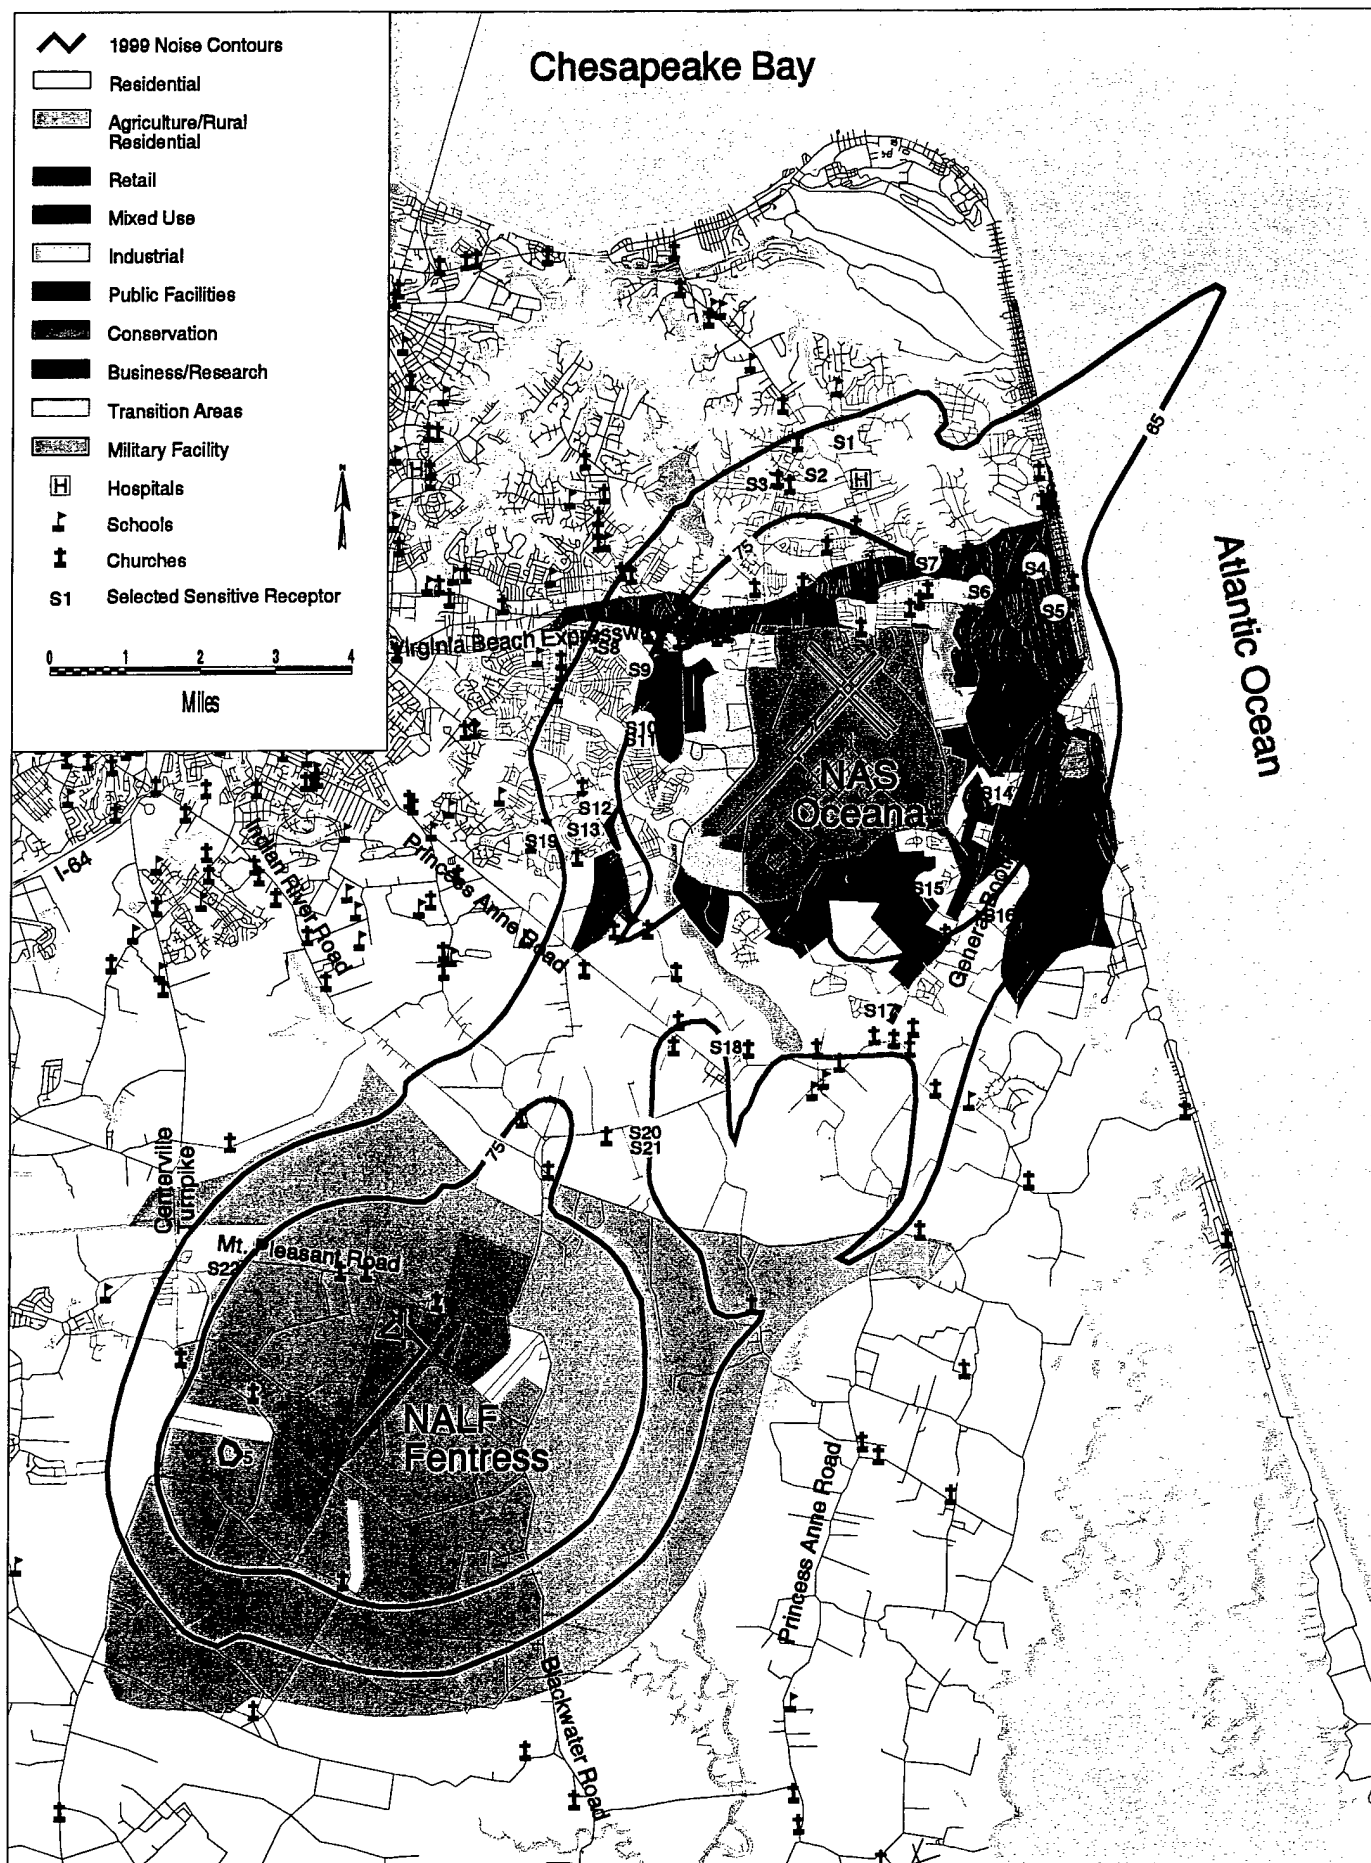 1999 Noise Contours
Residential
Agriculture/Rural
Residential
Retail
Mixed Use
Industrial
Public Facilities
Conservation
Business/Research
Transition Areas
Military Facility
H Hospitals
Schools
Churches
S1 Selected Sensitive Receptor
N
0 1 2 3 4
Miles
Chesapeake Bay
Atlantic Ocean
85
H
S1
S2
H
S3
75
S7
S4
S6
S5
Virginia Beach Expressw
S8
S9
S10
S11
NAS
Oceana
S12
S13
S14
S19
S15
S16
I-64
Indian River Road
Princess Anne Road
General
S17
S18
S20
S21
75
Centerville
Turnpike
Mt. Pleasant Road
S22
NALF
Fentress
Princess Anne Road
Blackwater Road